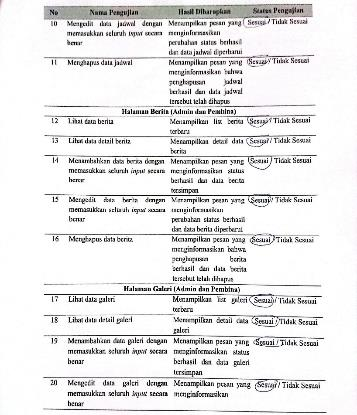 No Nama Pengujian Hasil Diharapkan Status Pengujian
10 Mengedit data jadwal dengan Menampilkan pesan yang Sesuai / Tidak Sesuai
memasukkan seluruh input secara menginformasikan
benar perubahan status berhasil
dan data jadwal diperbarui
11 Menghapus data jadwal Menampilkan pesan yang Sesuai / Tidak Sesuai
menginformasikan bahwa
penghapusan jadwal
berhasil dan data jadwal
tersebut telah dihapus
Halaman Berita (Admin dan Pembina)
12 Lihat data berita Menampilkan list berita Sesuai / Tidak Sesuai
terbaru
13 Lihat data detail berita Menampilkan detail data Sesuai / Tidak Sesuai
berita
14 Menambahkan data berita dengan Menampilkan pesan yang Sesuai / Tidak Sesuai
memasukkan seluruh input secara menginformasikan status
benar berhasil dan data berita
tersimpan
15 Mengedit data berita dengan Menampilkan pesan yang Sesuai / Tidak Sesuai
memasukkan seluruh input secara menginformasikan
benar perubahan status berhasil
dan data berita diperbarui
16 Menghapus data berita Menampilkan pesan yang Sesuai / Tidak Sesuai
menginformasikan bahwa
penghapusan berita
berhasil dan data berita
tersebut telah dihapus
Halaman Galeri (Admin dan Pembina)
17 Lihat data galeri Menampilkan list galeri Sesuai / Tidak Sesuai
terbaru
18 Lihat data detail galeri Menampilkan detail data Sesuai / Tidak Sesuai
galeri
19 Menambahkan data galeri dengan Menampilkan pesan yang Sesuai / Tidak Sesuai
memasukkan seluruh input secara menginformasikan status
benar berhasil dan data galeri
tersimpan
20 Mengedit data galeri dengan Menampilkan pesan yang Sesuai / Tidak Sesuai
memasukkan seluruh input secara menginformasikan
benar